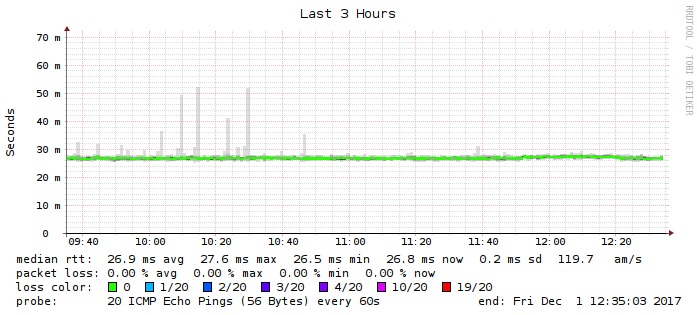 Last 3 Hours
RRDTOOL / TOBI OETIKER
Seconds
70 m
60 m
50 m
40 m
30 m
20 m
10 m
0
09:40 10:00 10:20 10:40 11:00 11:20 11:40 12:00 12:20
median rtt: 26.9 ms avg 27.6 ms max 26.5 ms min 26.8 ms now 0.2 ms sd 119.7 am/s
packet loss: 0.00 % avg 0.00 % max 0.00 % min 0.00 % now
loss color: 0 1/20 2/20 3/20 4/20 10/20 19/20
probe: 20 ICMP Echo Pings (56 Bytes) every 60s end: Fri Dec 1 12:35:03 2017